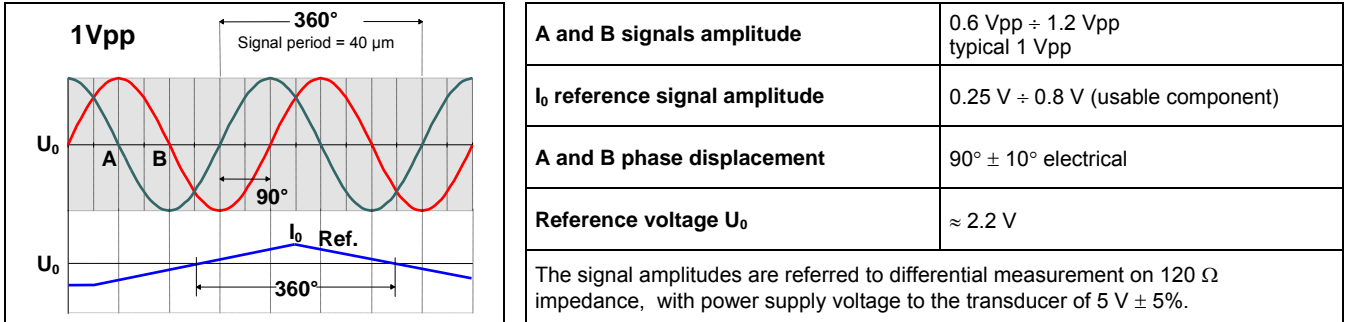 1Vpp
360°
Signal period = 40 µm
U₀
A
B
90°
I₀ Ref.
U₀
360°
A and B signals amplitude
0.6 Vpp ÷ 1.2 Vpp
typical 1 Vpp
I₀ reference signal amplitude
0.25 V ÷ 0.8 V (usable component)
A and B phase displacement
90° ± 10° electrical
Reference voltage U₀
≈ 2.2 V
The signal amplitudes are referred to differential measurement on 120 Ω
impedance, with power supply voltage to the transducer of 5 V ± 5%.